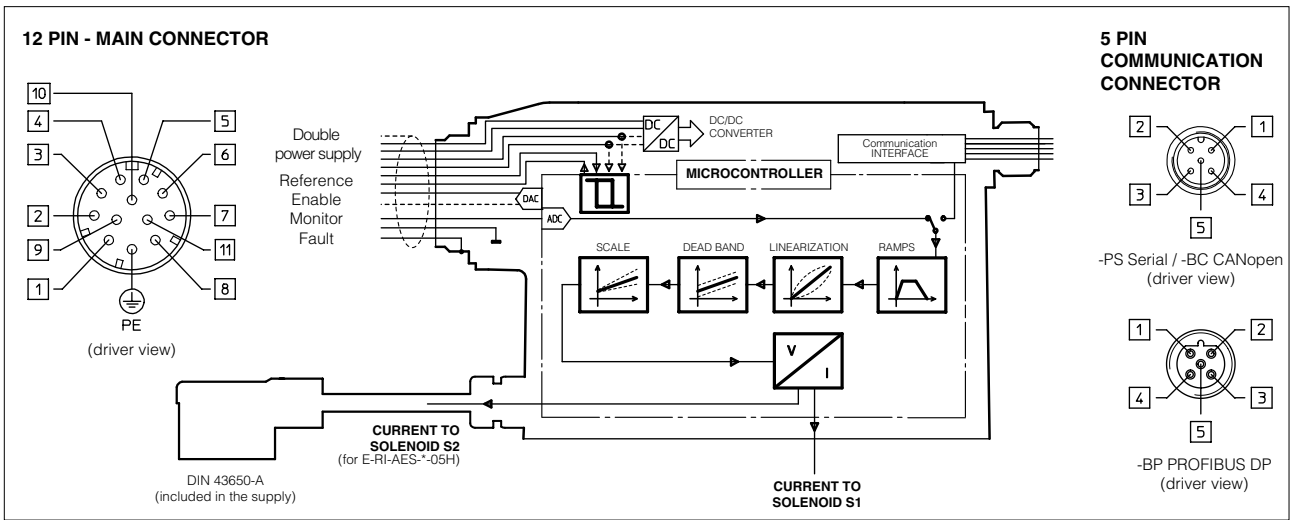 12 PIN - MAIN CONNECTOR
10
4
5
3
6
2
7
9
11
1
8
PE
(driver view)
Double
power supply
Reference
Enable
Monitor
Fault
DC
DC
DC/DC
CONVERTER
Communication
INTERFACE
MICROCONTROLLER
DAC
ADC
SCALE
DEAD BAND
LINEARIZATION
RAMPS
V
I
CURRENT TO
SOLENOID S2
(for E-RI-AES-*-05H)
DIN 43650-A
(included in the supply)
CURRENT TO
SOLENOID S1
5 PIN
COMMUNICATION
CONNECTOR
2
1
3
4
5
-PS Serial / -BC CANopen
(driver view)
1
2
4
3
5
-BP PROFIBUS DP
(driver view)